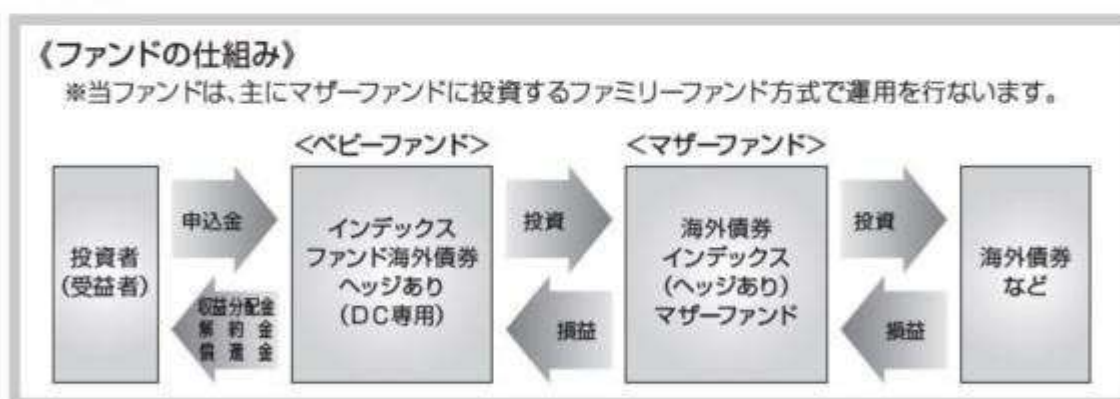 《ファンドの仕組み》
※当ファンドは、主にマザーファンドに投資するファミリーファンド方式で運用を行ないます。
<ベビーファンド>
<マザーファンド>
投資者
(受益者)
申込金
収益分配金
解約金
償還金
インデックス
ファンド海外債券
ヘッジあり
(DC専用)
投資
損益
海外債券
インデックス
(ヘッジあり)
マザーファンド
投資
損益
海外債券
など